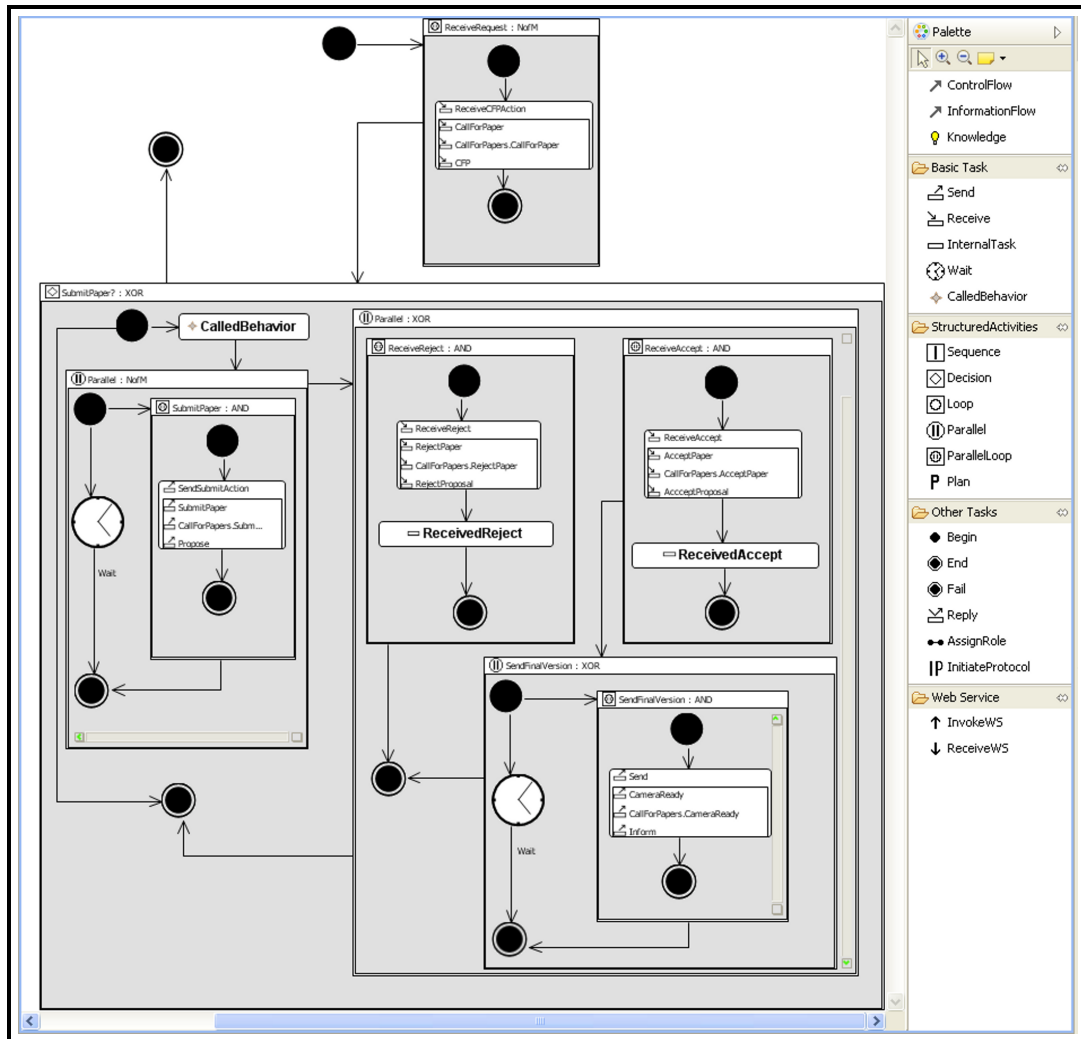 ReceiveRequest : NofM
ReceiveCFPAction
CallForPaper
CallForPapers.CallForPaper
CFP
SubmitPaper? : XOR
CalledBehavior
Parallel : NofM
SubmitPaper : AND
SendSubmitAction
SubmitPaper
CallForPapers.Subm...
Propose
Wait
Parallel : XOR
ReceiveReject : AND
ReceiveReject
RejectPaper
CallForPapers.RejectPaper
RejectProposal
ReceivedReject
ReceiveAccept : AND
ReceiveAccept
AcceptPaper
CallForPapers.AcceptPaper
AccceptProposal
ReceivedAccept
SendFinalVersion : XOR
SendFinalVersion : AND
Send
CameraReady
CallForPapers.CameraReady
Inform
Wait
Palette
ControlFlow
InformationFlow
Knowledge
Basic Task
Send
Receive
InternalTask
Wait
CalledBehavior
StructuredActivities
Sequence
Decision
Loop
Parallel
ParallelLoop
P Plan
Other Tasks
Begin
End
Fail
Reply
AssignRole
InitiateProtocol
Web Service
InvokeWS
ReceiveWS